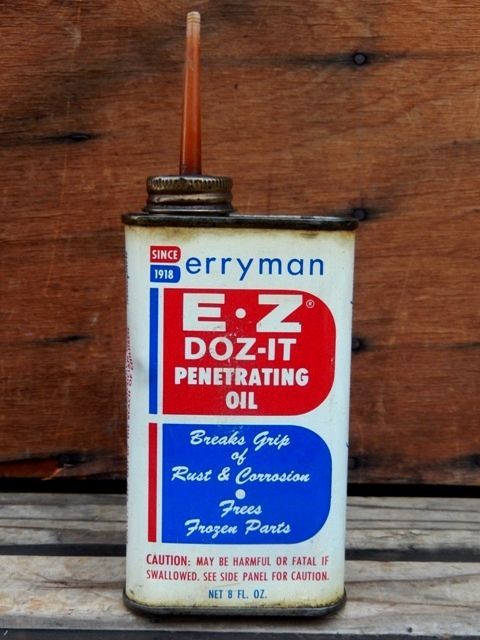 SINCE
1918
erryman
E·Z®
DOZ-IT
PENETRATING
OIL
Breaks Grip
of
Rust & Corrosion
•
Frees
Frozen Parts
CAUTION: MAY BE HARMFUL OR FATAL IF
SWALLOWED. SEE SIDE PANEL FOR CAUTION.
NET 8 FL. OZ.